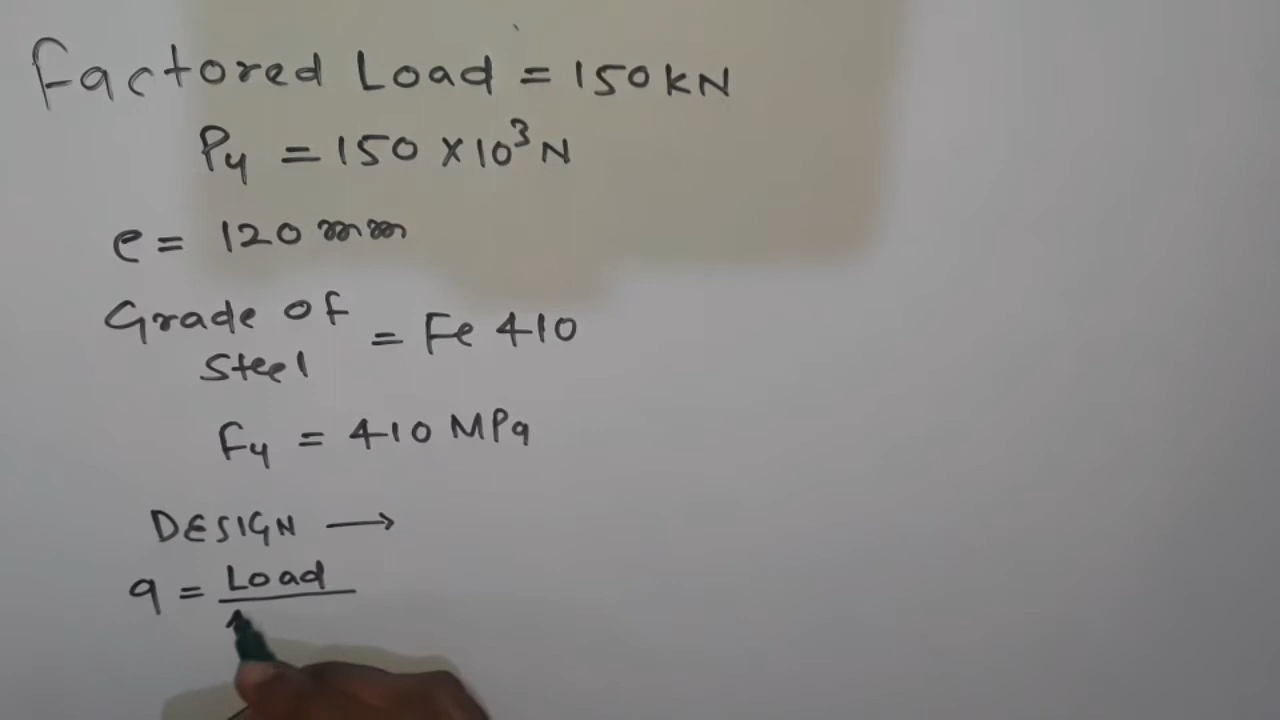 Factored Load = 150 KN
Pu = 150 × 10³ N
e = 120 mm
Grade of Steel = Fe 410
Fu = 410 MPa
DESIGN →
q = Load